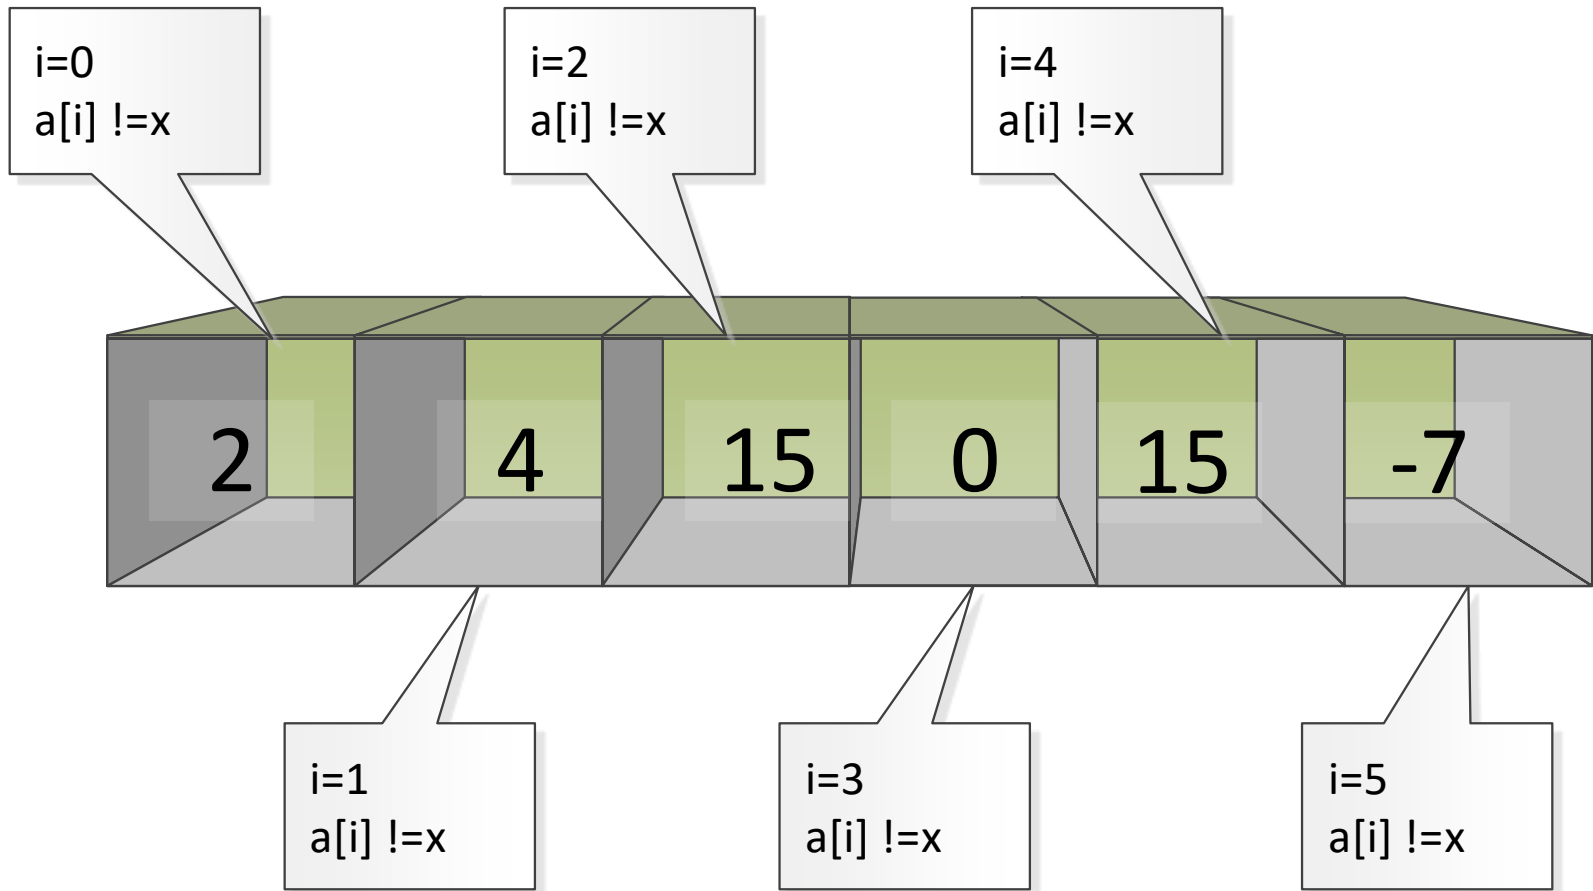 i=0
a[i] !=x
i=2
a[i] !=x
i=4
a[i] !=x
2
4
15
0
15
-7
i=1
a[i] !=x
i=3
a[i] !=x
i=5
a[i] !=x